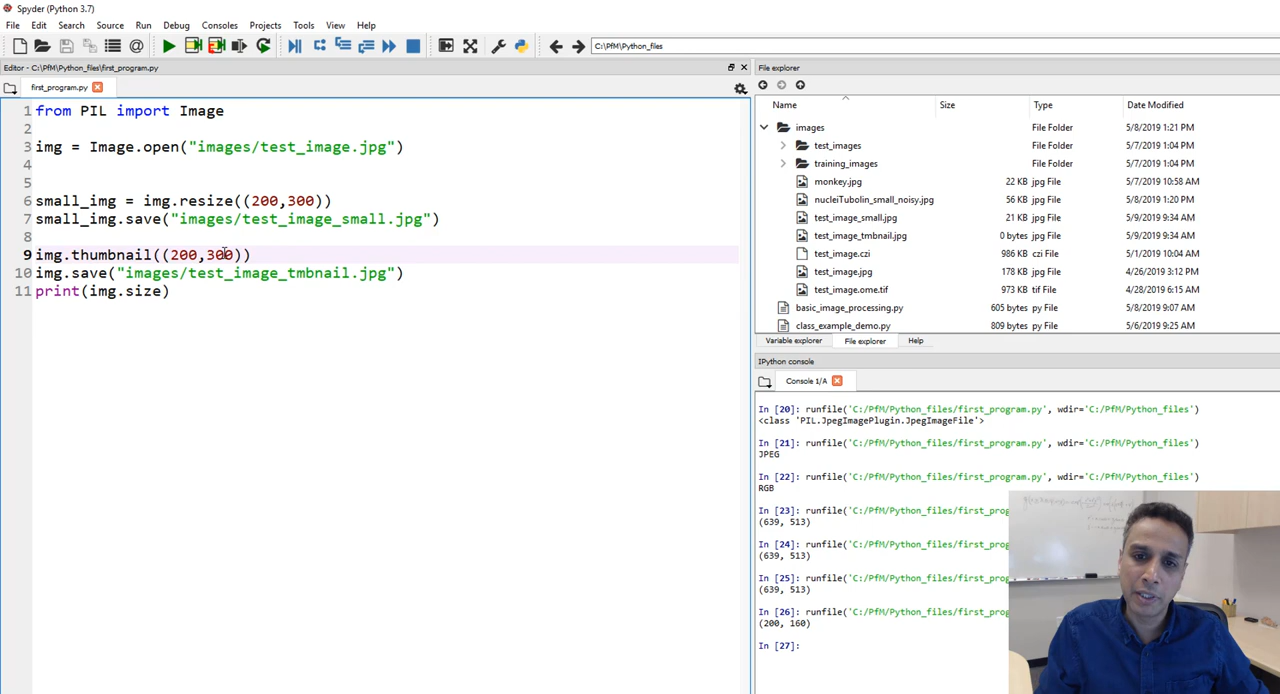 Spyder (Python 3.7)
File Edit Search Source Run Debug Consoles Projects Tools View Help
C:\PfM\Python_files
Editor - C:\PfM\Python_files\first_program.py
first_program.py
1 from PIL import Image
2
3 img = Image.open("images/test_image.jpg")
4
5
6 small_img = img.resize((200,300))
7 small_img.save("images/test_image_small.jpg")
8
9 img.thumbnail((200,300))
10 img.save("images/test_image_tmbnail.jpg")
11 print(img.size)
File explorer
Name Size Type Date Modified
images File Folder 5/8/2019 1:21 PM
test_images File Folder 5/7/2019 1:04 PM
training_images File Folder 5/7/2019 1:04 PM
monkey.jpg 22 KB jpg File 5/7/2019 10:58 AM
nucleiTubolin_small_noisy.jpg 56 KB jpg File 5/8/2019 1:20 PM
test_image_small.jpg 21 KB jpg File 5/9/2019 9:34 AM
test_image_tmbnail.jpg 0 bytes jpg File 5/9/2019 9:34 AM
test_image.czi 986 KB czi File 5/1/2019 10:04 AM
test_image.jpg 178 KB jpg File 4/26/2019 3:12 PM
test_image.ome.tif 973 KB tif File 4/28/2019 6:15 AM
basic_image_processing.py 605 bytes py File 5/8/2019 9:07 AM
class_example_demo.py 809 bytes py File 5/6/2019 9:25 AM
Variable explorer File explorer Help
IPython console
Console 1/A
In [20]: runfile('C:/PfM/Python_files/first_program.py', wdir='C:/PfM/Python_files')
<class 'PIL.JpegImagePlugin.JpegImageFile'>
In [21]: runfile('C:/PfM/Python_files/first_program.py', wdir='C:/PfM/Python_files')
JPEG
In [22]: runfile('C:/PfM/Python_files/first_program.py', wdir='C:/PfM/Python_files')
RGB
In [23]: runfile('C:/PfM/Python_files/first_prog
(639, 513)
In [24]: runfile('C:/PfM/Python_files/first_prog
(639, 513)
In [25]: runfile('C:/PfM/Python_files/first_prog
(639, 513)
In [26]: runfile('C:/PfM/Python_files/first_prog
(200, 160)
In [27]: